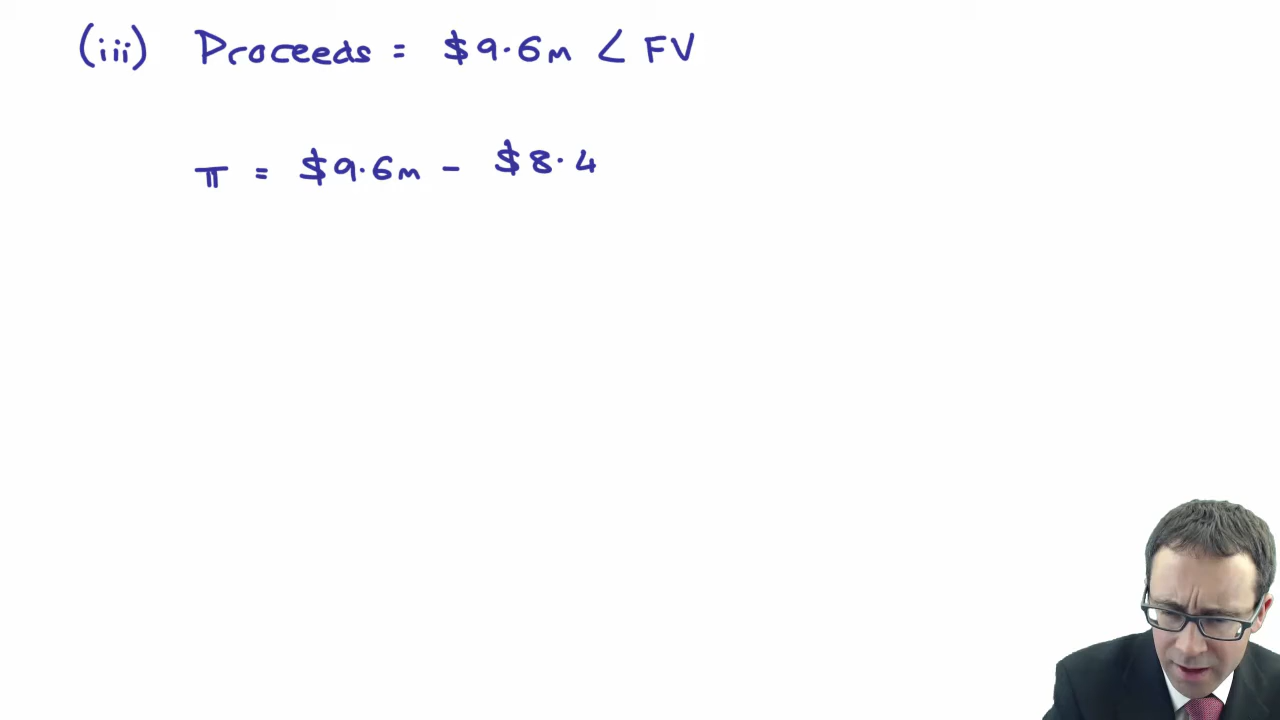 (iii) Proceeds = $9.6m < FV
π = $9.6m - $8.4